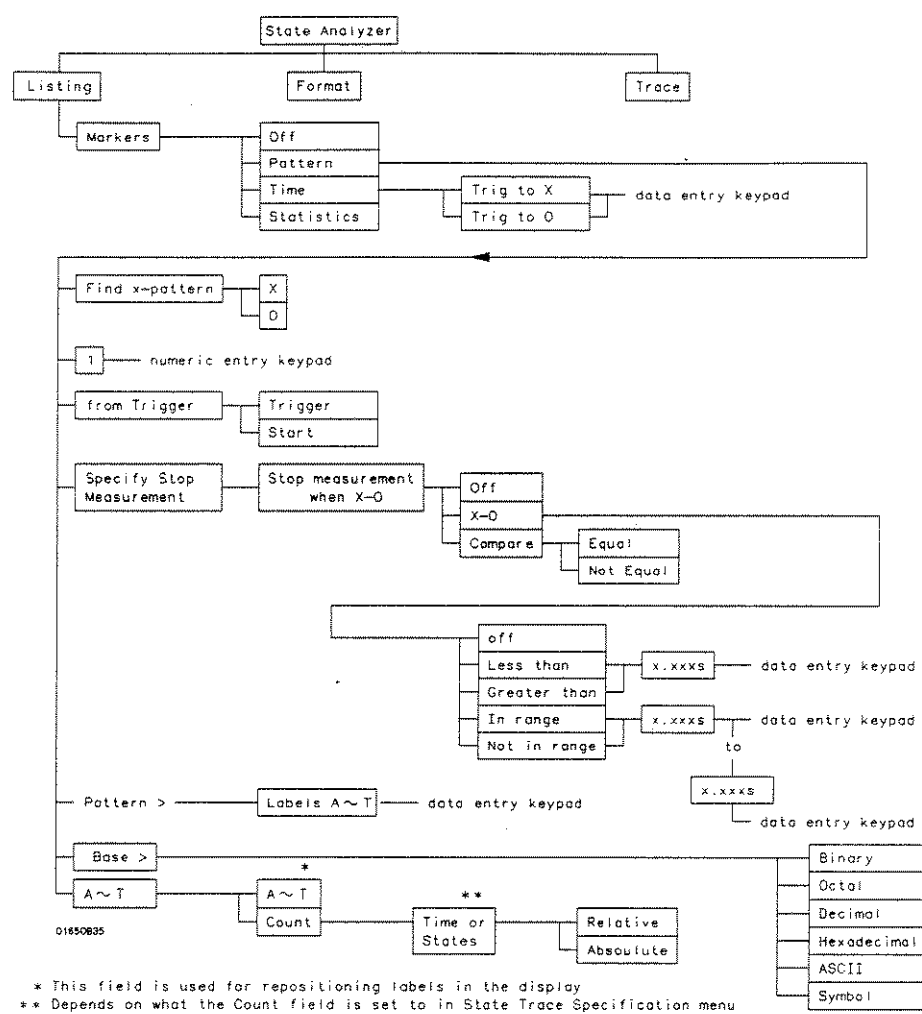 State Analyzer
Listing
Format
Trace
Markers
Off
Pattern
Time
Statistics
Trig to X
Trig to O
data entry keypad
Find x-pattern
X
O
1
numeric entry keypad
from Trigger
Trigger
Start
Specify Stop
Measurement
Stop measurement
when X-O
Off
X-O
Compare
Equal
Not Equal
off
Less than
Greater than
In range
Not in range
x.xxxs
data entry keypad
x.xxxs
data entry keypad
to
x.xxxs
data entry keypad
Pattern >
Labels A~T
data entry keypad
Base >
Binary
Octal
Decimal
Hexadecimal
ASCII
Symbol
A~T
*
A~T
Count
**
Time or
States
Relative
Absoulute
01650B35
* This field is used for repositioning labels in the display
** Depends on what the Count field is set to in State Trace Specification menu